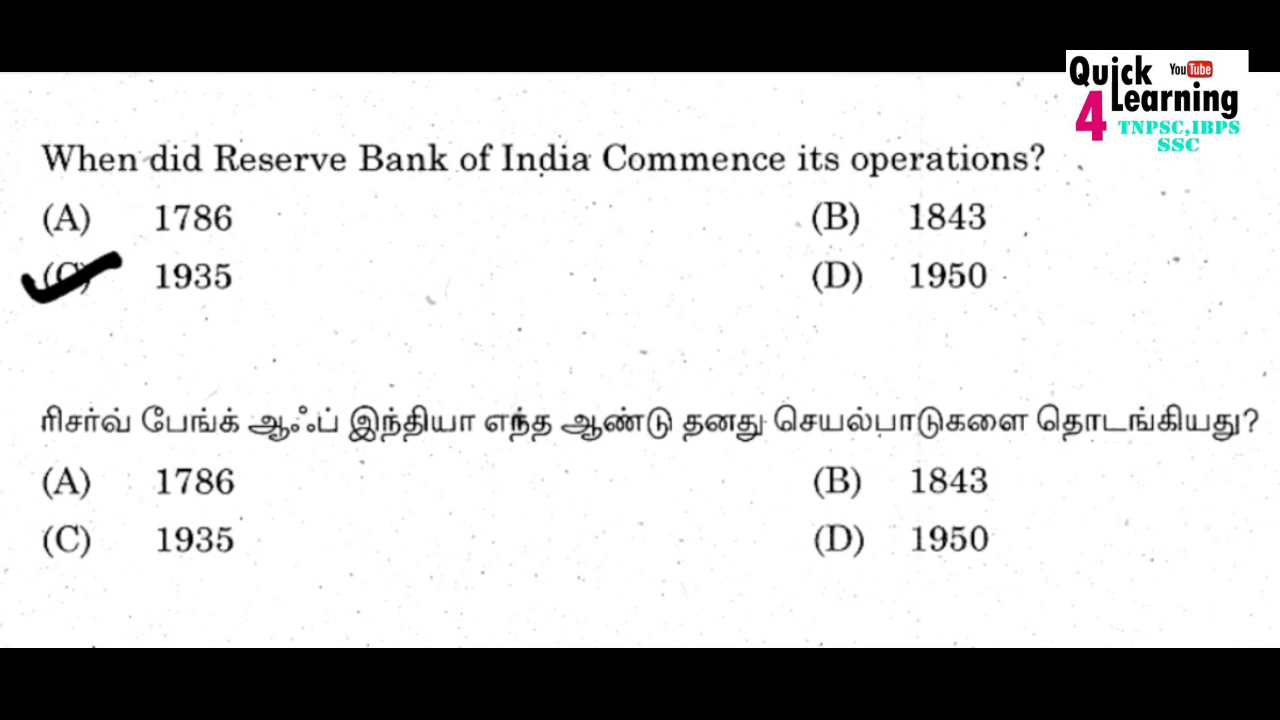 Quick YouTube
4 Learning
TNPSC,IBPS
SSC
When did Reserve Bank of India Commence its operations?
(A) 1786 (B) 1843
(C) 1935 (D) 1950
ரிசர்வ் பேங்க் ஆஃப் இந்தியா எந்த ஆண்டு தனது செயல்பாடுகளை தொடங்கியது?
(A) 1786 (B) 1843
(C) 1935 (D) 1950